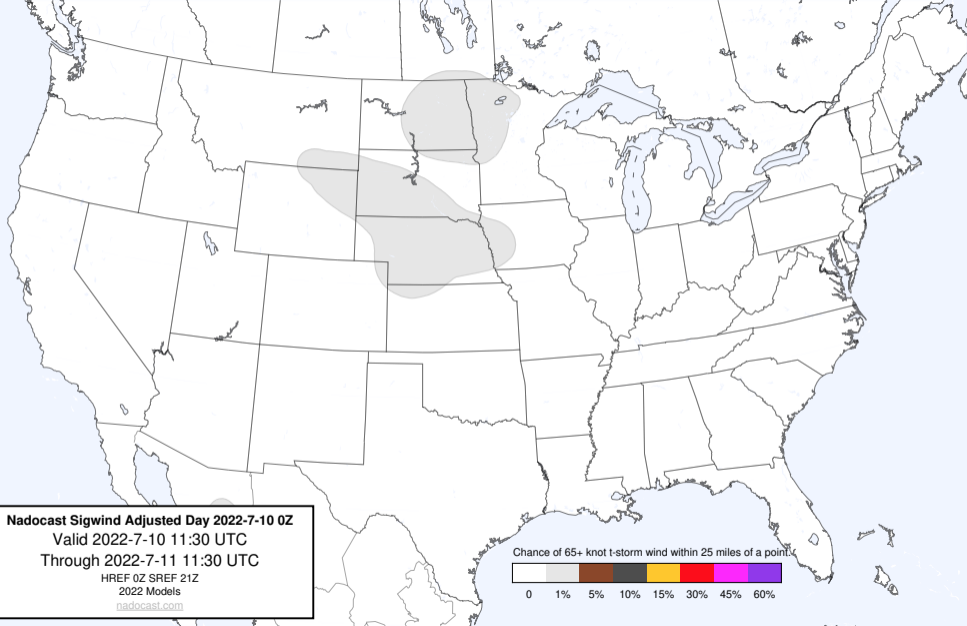 Nadocast Sigwind Adjusted Day 2022-7-10 0Z
Valid 2022-7-10 11:30 UTC
Through 2022-7-11 11:30 UTC
HREF 0Z SREF 21Z
2022 Models
nadocast.com
Chance of 65+ knot t-storm wind within 25 miles of a point.
0 1% 5% 10% 15% 30% 45% 60%